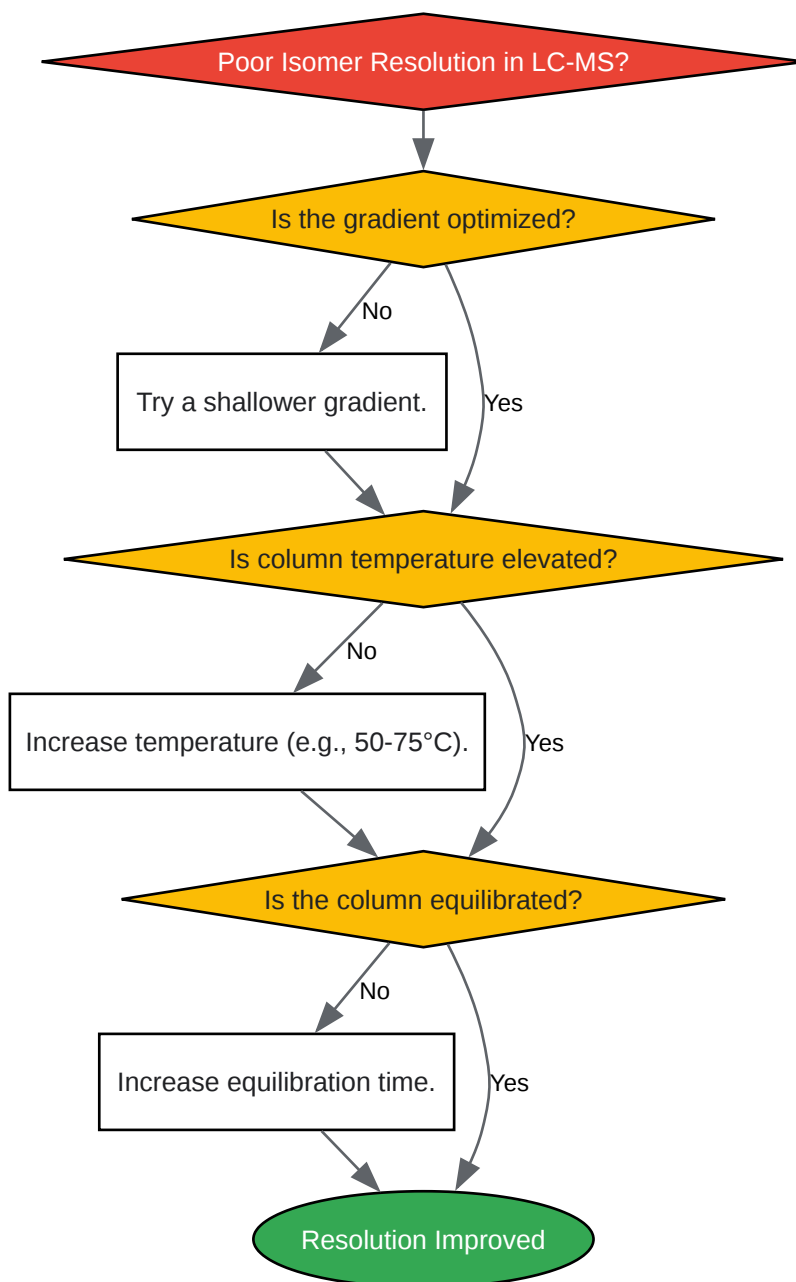 Poor Isomer Resolution in LC-MS?
Is the gradient optimized?
No
Try a shallower gradient.
Yes
Is column temperature elevated?
No
Increase temperature (e.g., 50-75°C).
Yes
Is the column equilibrated?
No
Increase equilibration time.
Yes
Resolution Improved